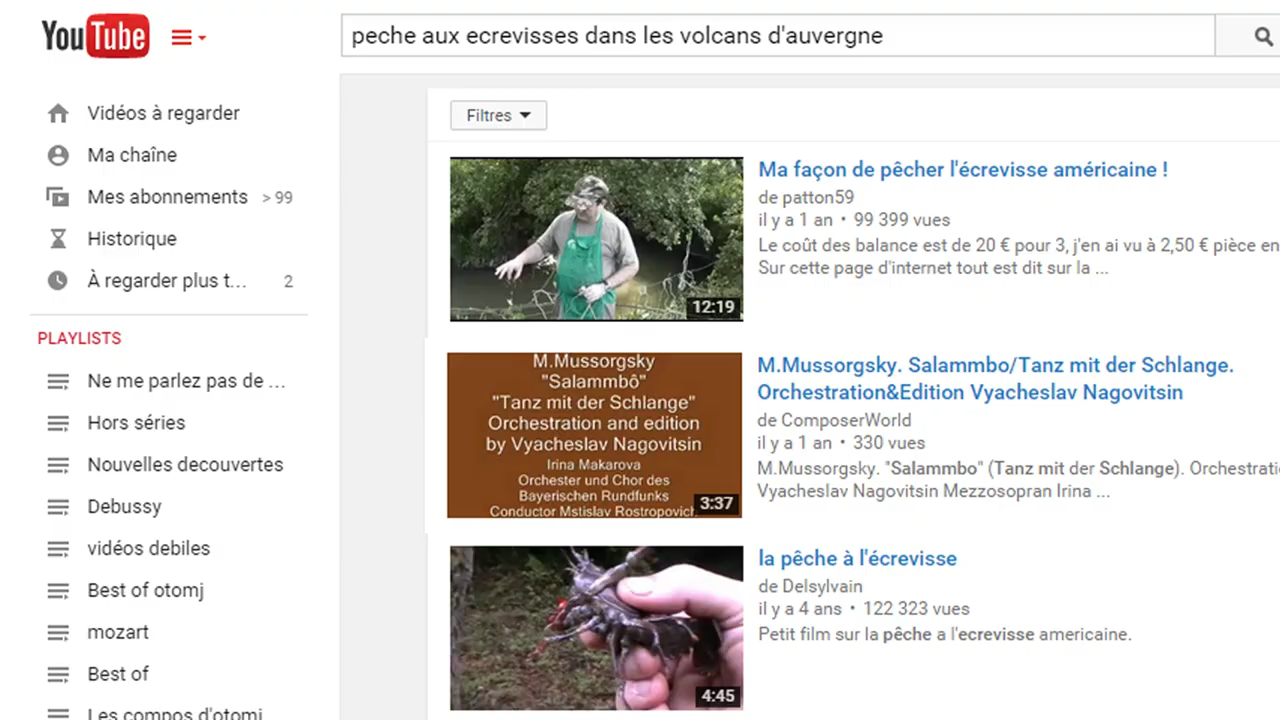 YouTube
peche aux ecrevisses dans les volcans d'auvergne
Vidéos à regarder
Ma chaîne
Mes abonnements > 99
Historique
À regarder plus t... 2
PLAYLISTS
Ne me parlez pas de ...
Hors séries
Nouvelles decouvertes
Debussy
vidéos debiles
Best of otomj
mozart
Best of
Les compos d'otomj
Filtres
12:19
Ma façon de pêcher l'écrevisse américaine !
de patton59
il y a 1 an • 99 399 vues
Le coût des balance est de 20 € pour 3, j'en ai vu à 2,50 € pièce en
Sur cette page d'internet tout est dit sur la ...
M.Mussorgsky
"Salammbô"
"Tanz mit der Schlange"
Orchestration and edition
by Vyacheslav Nagovitsin
Irina Makarova
Orchester und Chor des
Bayerischen Rundfunks
Conductor Mstislav Rostropovich
3:37
M.Mussorgsky. Salammbo/Tanz mit der Schlange.
Orchestration&Edition Vyacheslav Nagovitsin
de ComposerWorld
il y a 1 an • 330 vues
M.Mussorgsky. "Salammbo" (Tanz mit der Schlange). Orchestrati
Vyacheslav Nagovitsin Mezzosopran Irina ...
4:45
la pêche à l'écrevisse
de Delsylvain
il y a 4 ans • 122 323 vues
Petit film sur la pêche a l'ecrevisse americaine.